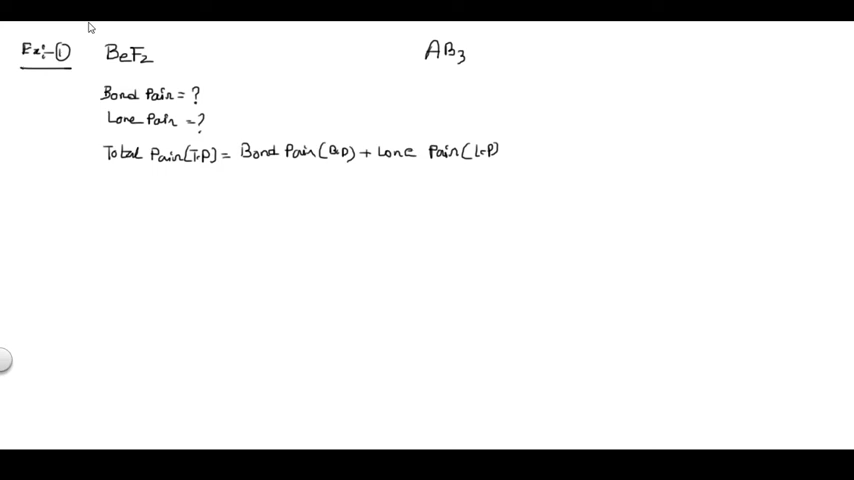 Ex:-① BeF₂ AB₃
Bond Pair = ?
Lone Pair = ?
Total Pair(T.P) = Bond Pair(B.P) + Lone Pair(L.P)